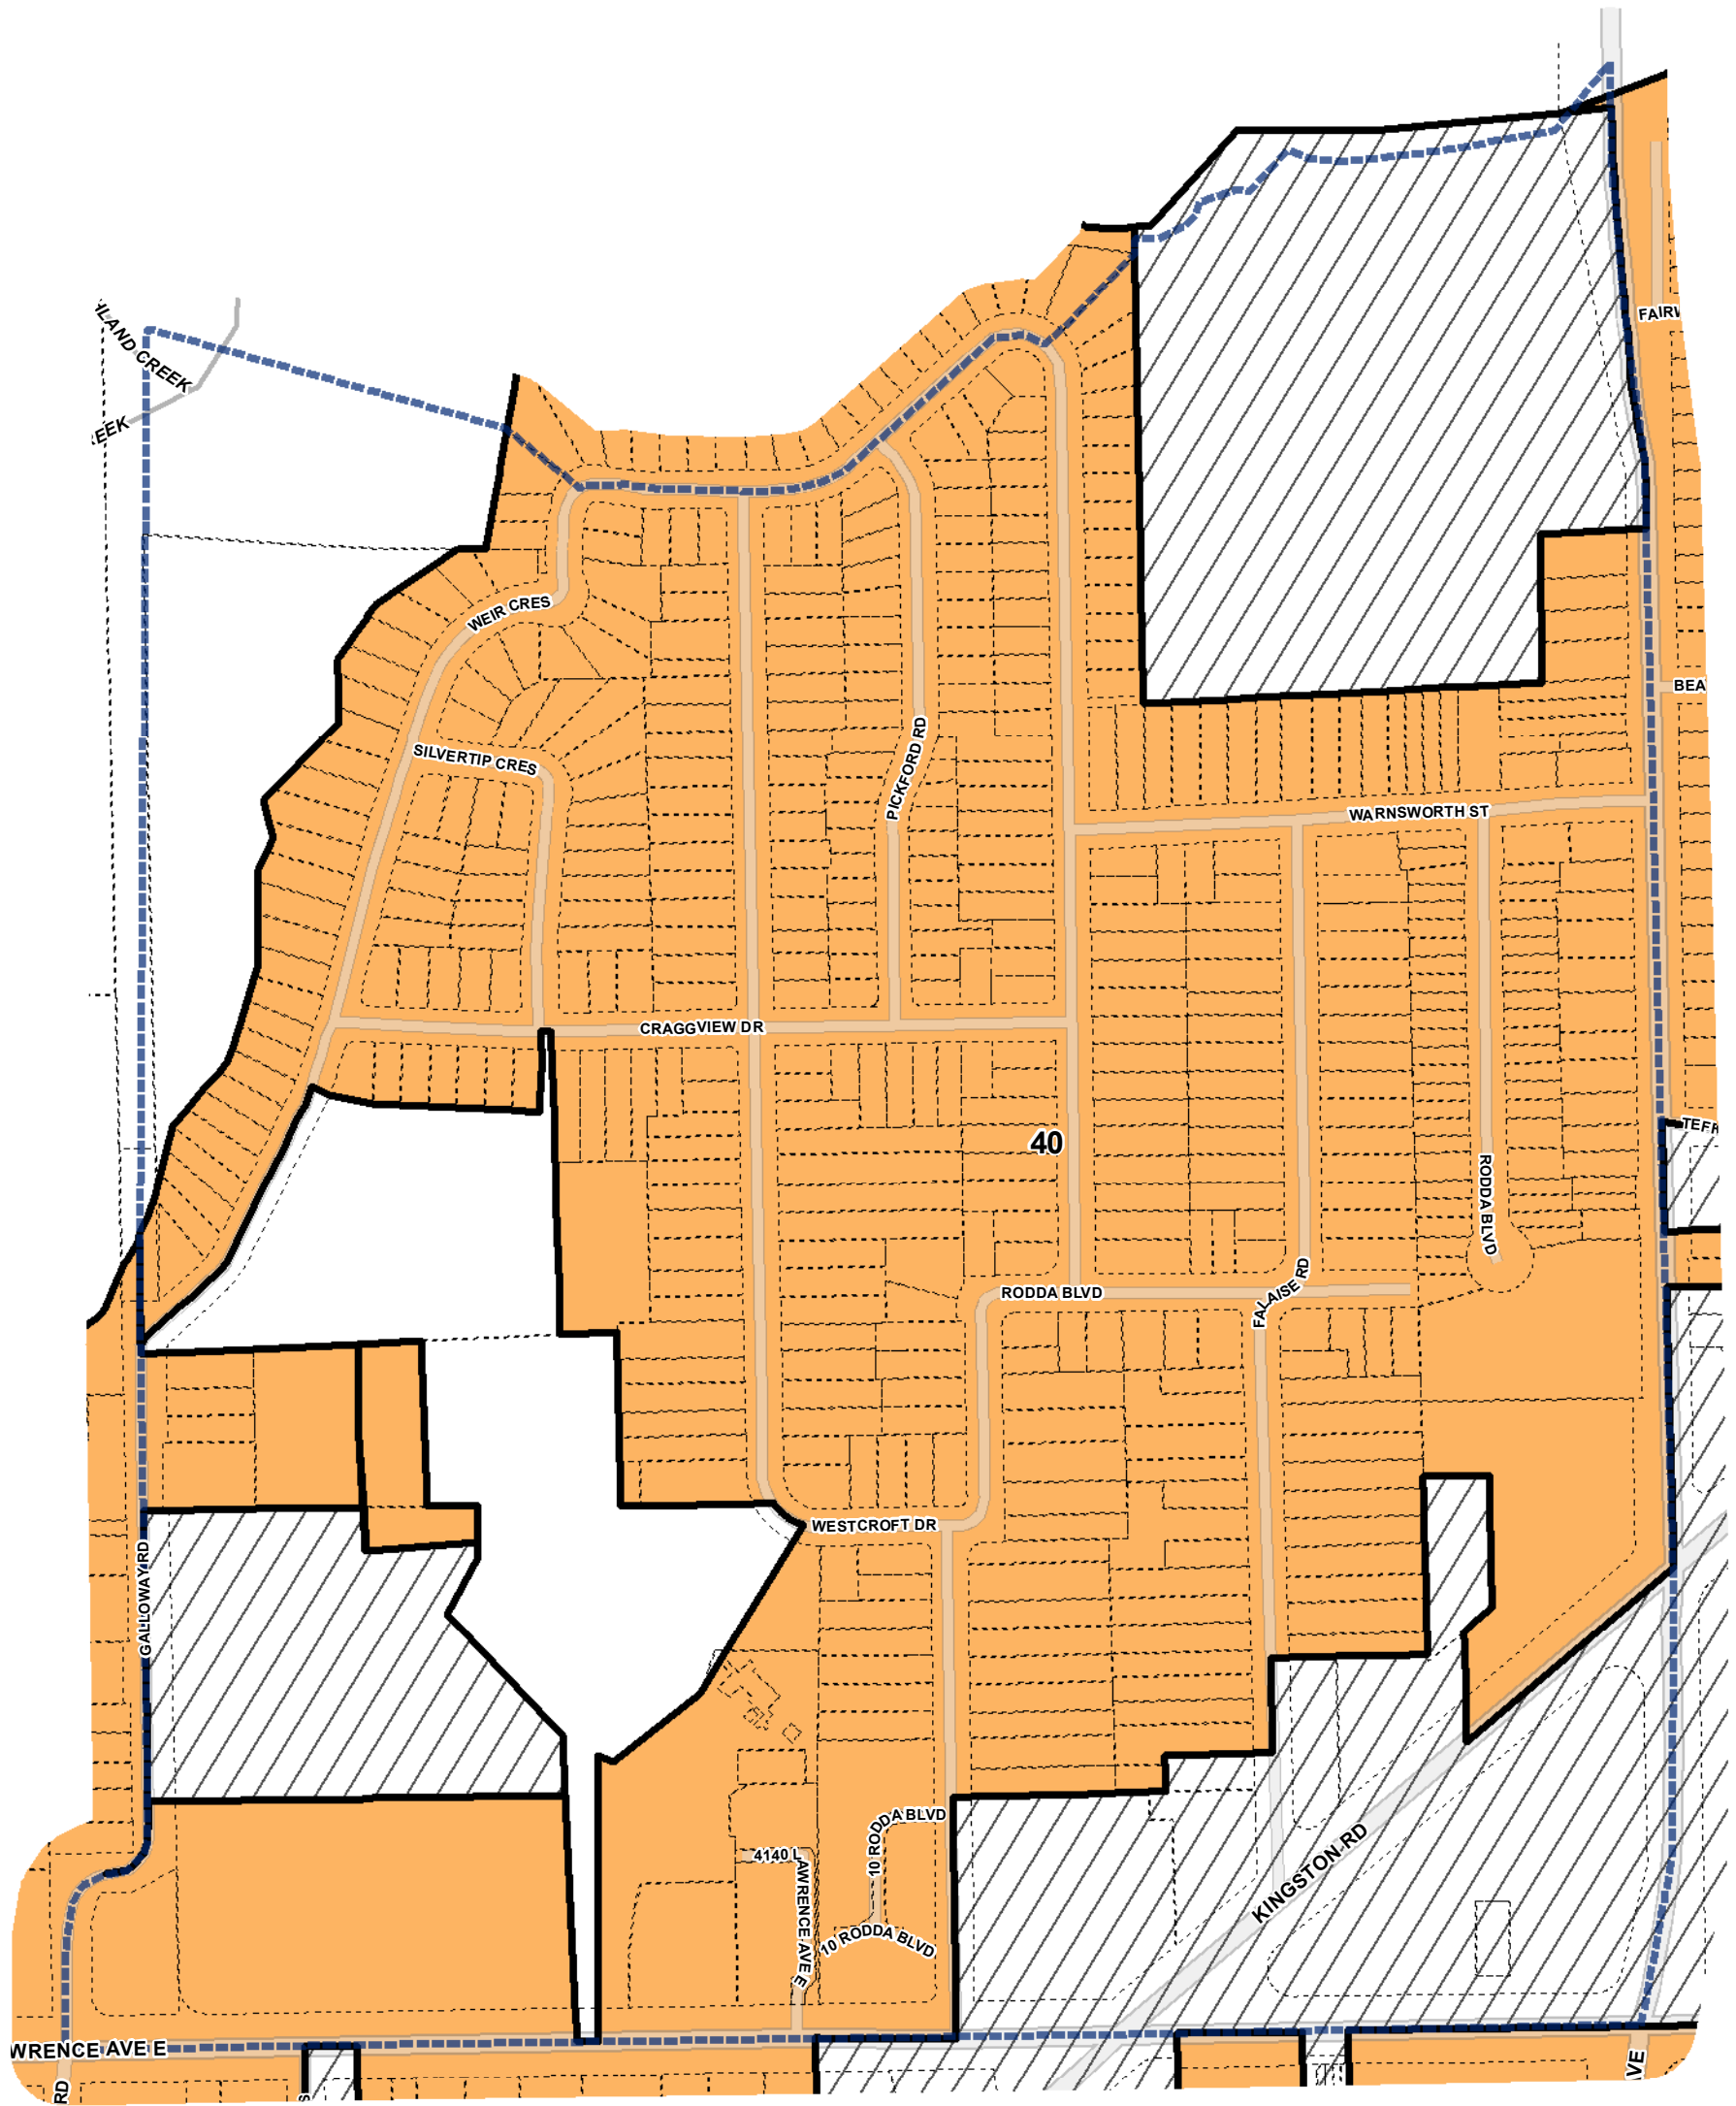 HLAND CREEK
EEK
FAIRV
WEIR CRES
BEA
SILVERTIP CRES
PICKFORD RD
WARNSWORTH ST
CRAGGVIEW DR
40
RODDA BLVD
RODDA BLVD
FALAISE RD
WESTCROFT DR
GALLOWAY RD
10 RODDA BLVD
4140 LAWRENCE AVE E
10 RODDA BLVD
KINGSTON RD
WRENCE AVE E
RD
S
VE